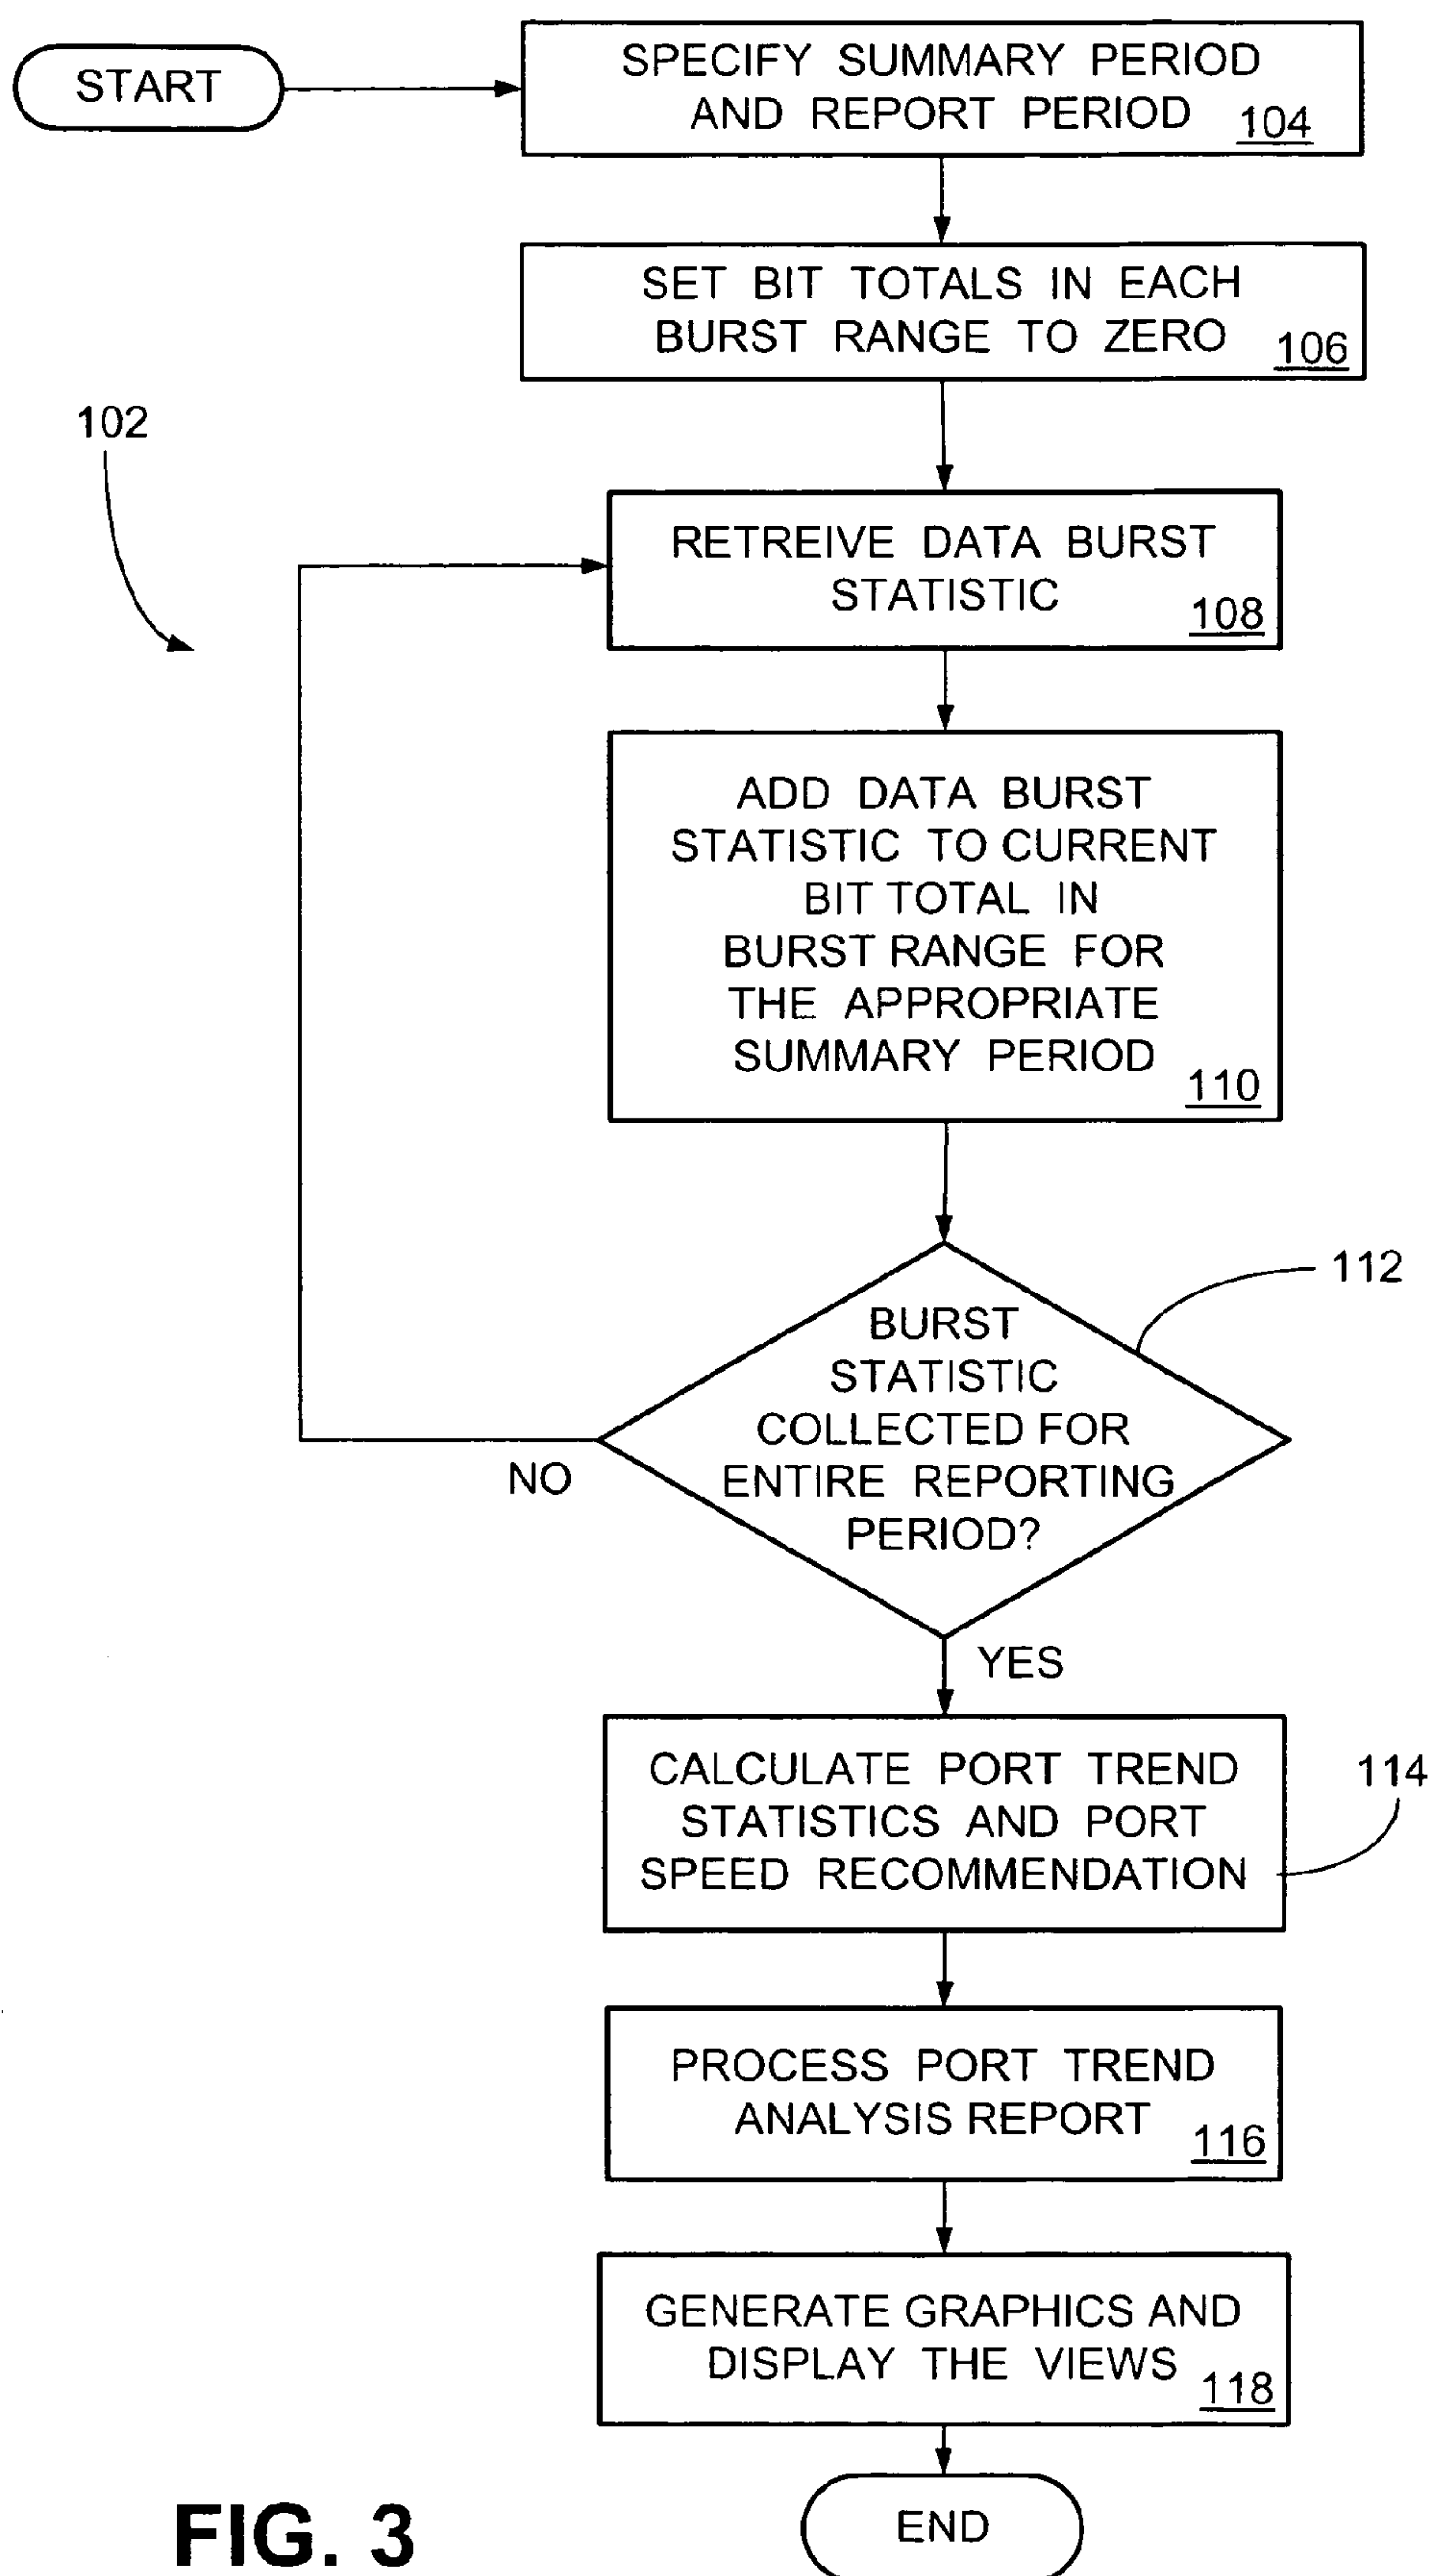 START
SPECIFY SUMMARY PERIOD
AND REPORT PERIOD
104
SET BIT TOTALS IN EACH
BURST RANGE TO ZERO
106
102
RETREIVE DATA BURST
STATISTIC
108
ADD DATA BURST
STATISTIC TO CURRENT
BIT TOTAL IN
BURST RANGE FOR
THE APPROPRIATE
SUMMARY PERIOD
110
112
BURST
STATISTIC
COLLECTED FOR
ENTIRE REPORTING
PERIOD?
NO
YES
CALCULATE PORT TREND
STATISTICS AND PORT
SPEED RECOMMENDATION
114
PROCESS PORT TREND
ANALYSIS REPORT
116
GENERATE GRAPHICS AND
DISPLAY THE VIEWS
118
END
FIG. 3